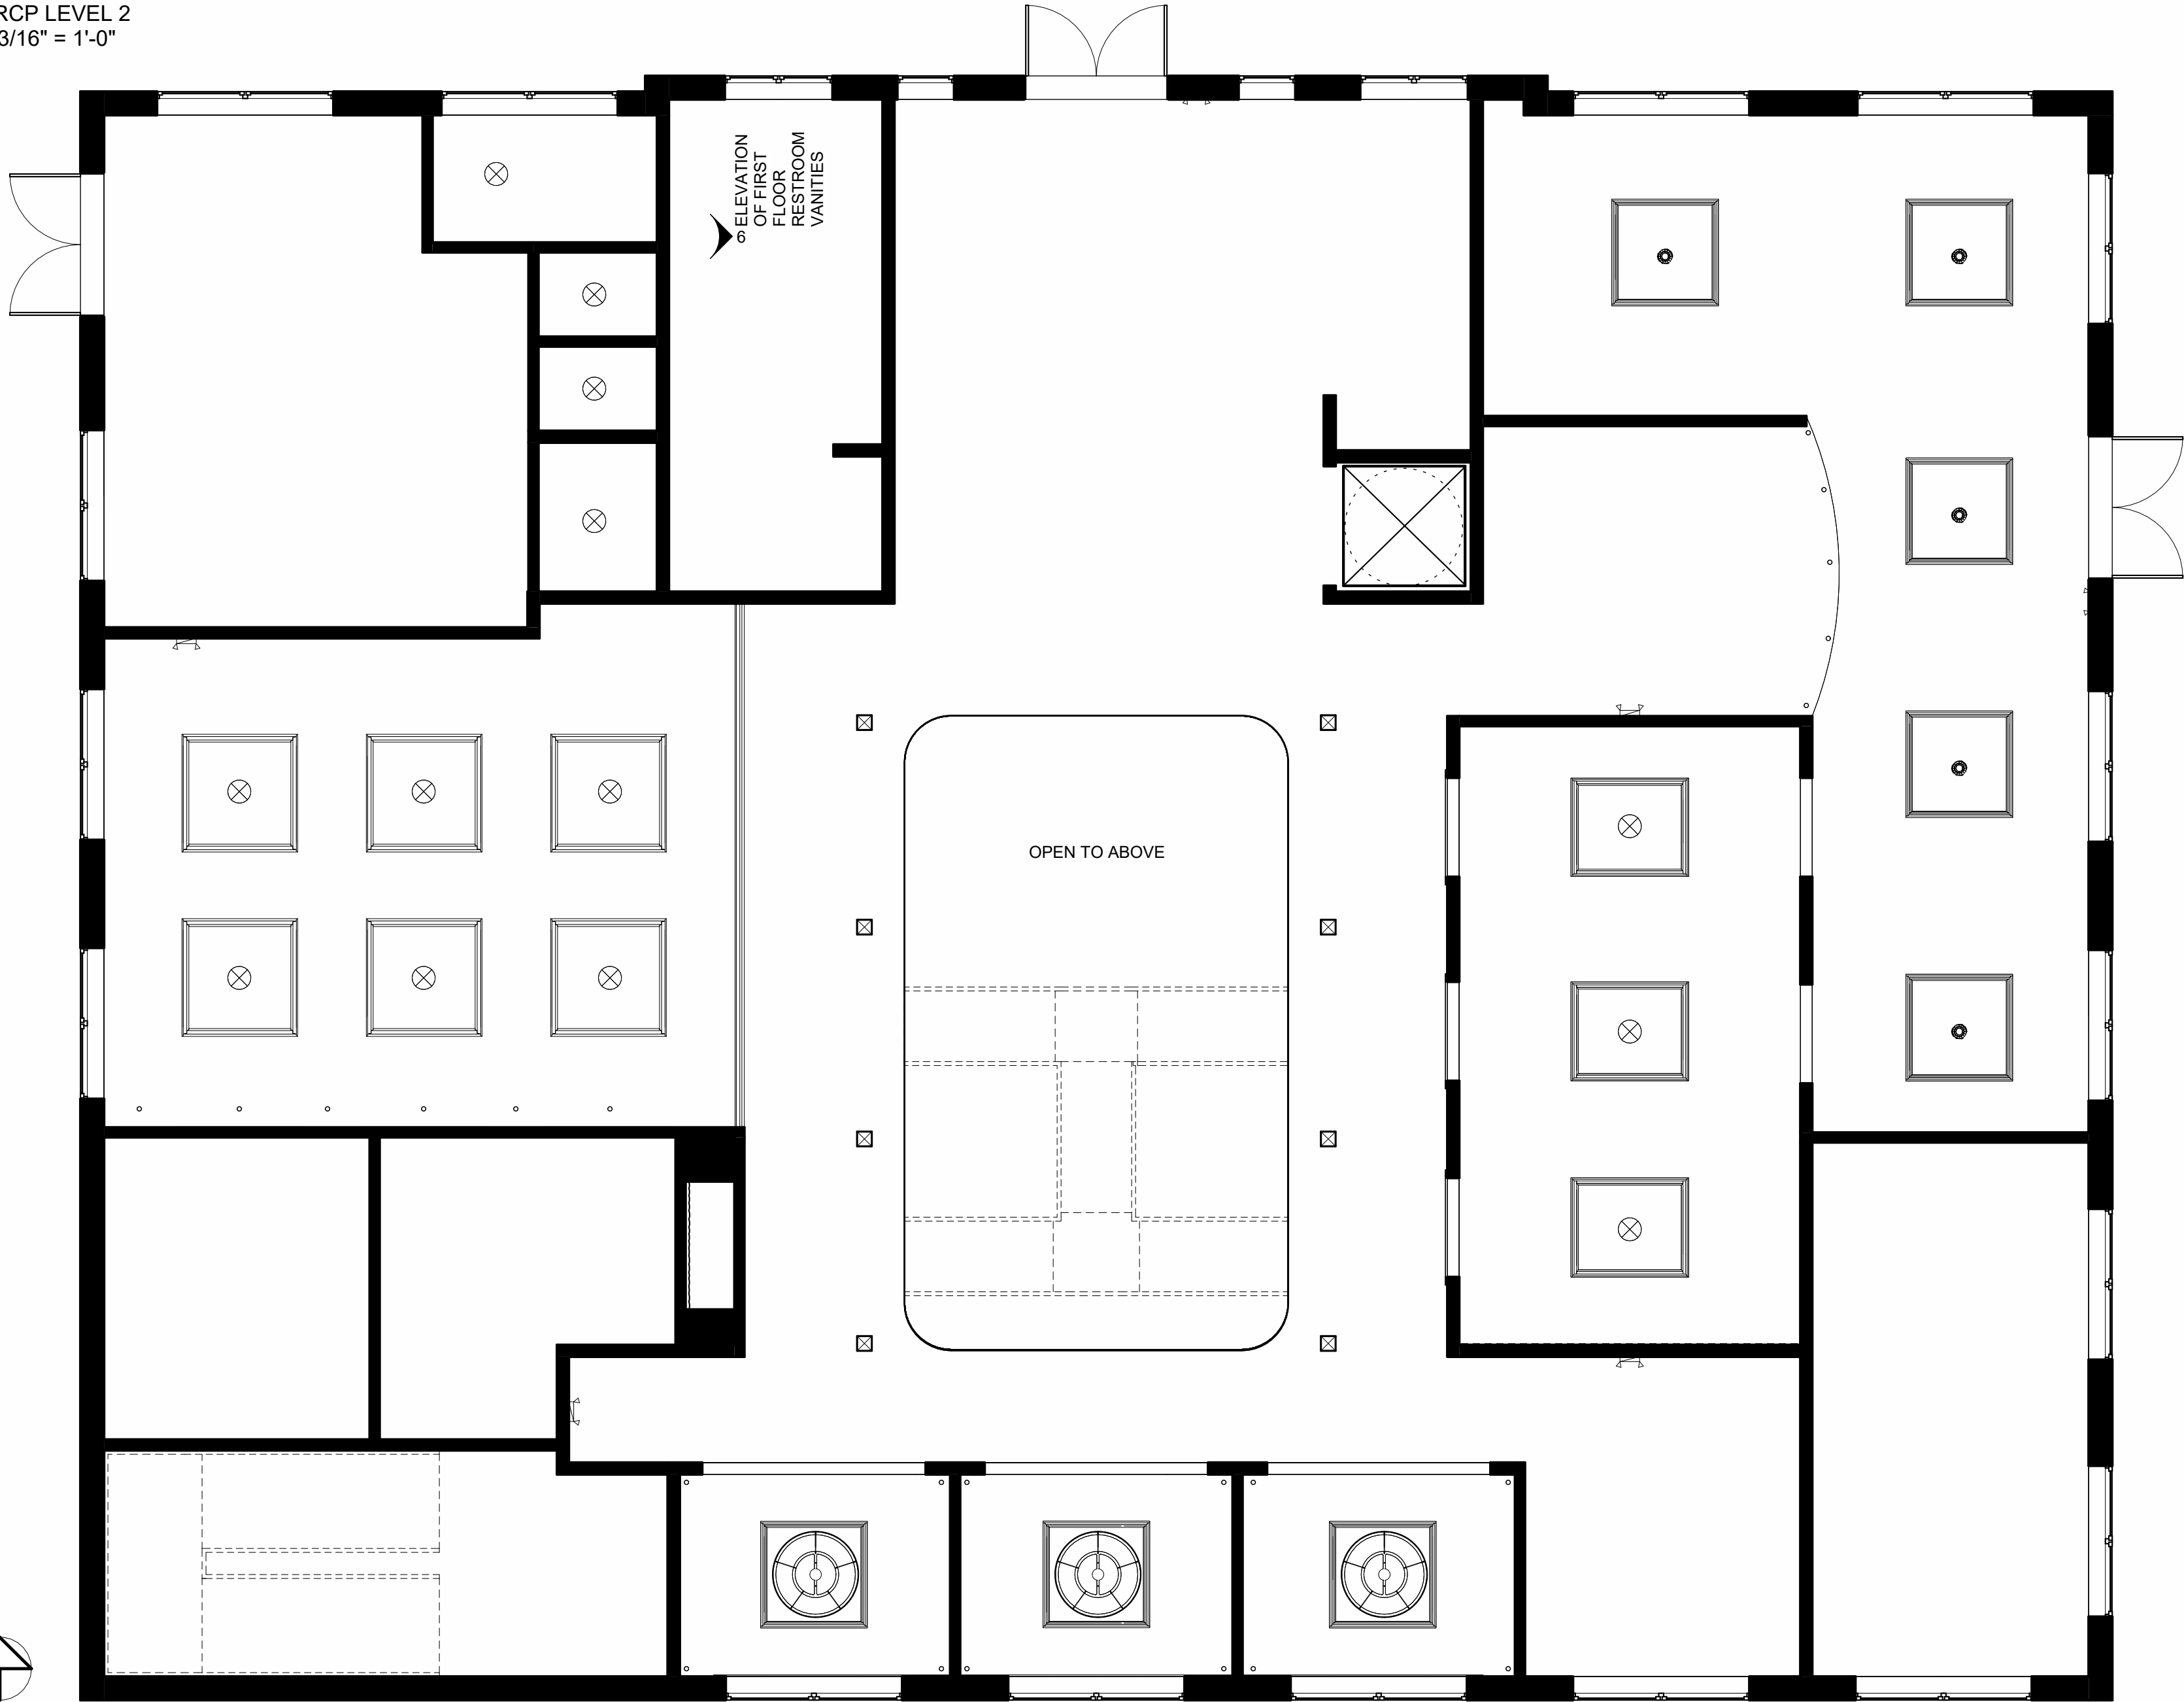 RCP LEVEL 2
3/16" = 1'-0"
ELEVATION
OF FIRST
FLOOR
RESTROOM
VANITIES
6
OPEN TO ABOVE